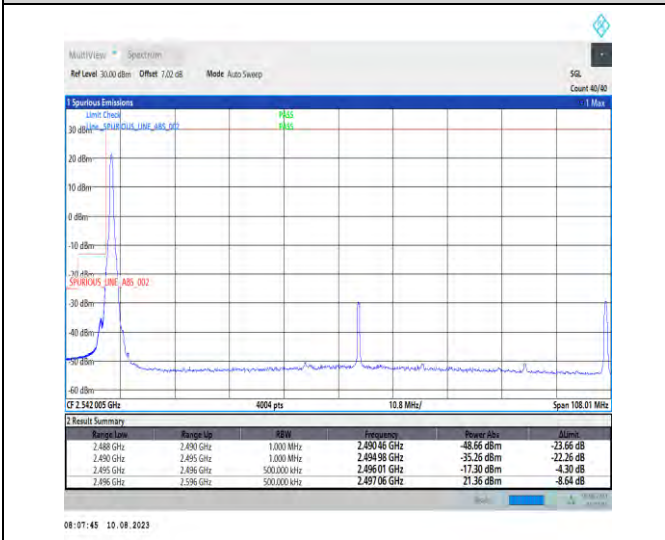 MultiView Spectrum
Ref Level 30.00 dBm Offset 7.02 dB Mode Auto Sweep SGL
Count 40/40
1 Spurious Emissions 1 Max
Limit Check PASS
30 dBm Line _SPURIOUS_LINE_ABS_002 PASS
20 dBm
10 dBm
0 dBm
-10 dBm
-20 dBm
SPURIOUS_LINE_ABS_002
-30 dBm
-40 dBm
-50 dBm
-60 dBm
CF 2.542 005 GHz 4004 pts 10.8 MHz/ Span 108.01 MHz
2 Result Summary
Range Low Range Up RBW Frequency Power Abs ΔLimit
2.488 GHz 2.490 GHz 1.000 MHz 2.490 46 GHz -48.66 dBm -23.66 dB
2.490 GHz 2.495 GHz 1.000 MHz 2.494 98 GHz -35.26 dBm -22.26 dB
2.495 GHz 2.496 GHz 500.000 kHz 2.496 01 GHz -17.30 dBm -4.30 dB
2.496 GHz 2.596 GHz 500.000 kHz 2.497 06 GHz 21.36 dBm -8.64 dB
08:07:45 10.08.2023